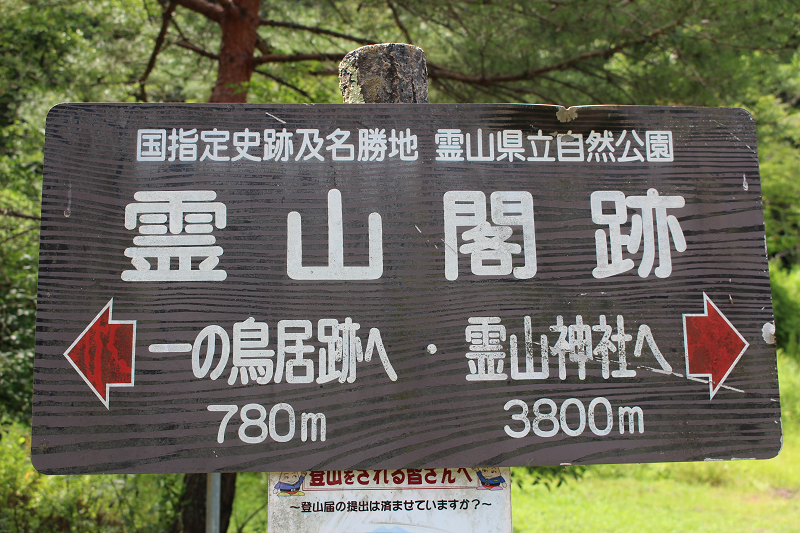 国指定史跡及名勝地 霊山県立自然公園
霊山閣跡
一の鳥居跡へ・霊山神社へ
780m 3800m
登山をされる皆さんへ
～登山届の提出は済ませていますか？～